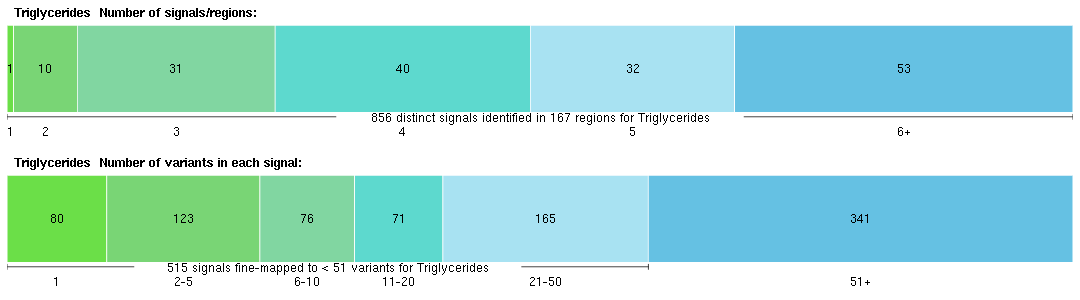 Triglycerides Number of signals/regions:
1 10 31 40 32 53
856 distinct signals identified in 167 regions for Triglycerides
1 2 3 4 5 6+
Triglycerides Number of variants in each signal:
80 123 76 71 165 341
515 signals fine-mapped to < 51 variants for Triglycerides
1 2-5 6-10 11-20 21-50 51+